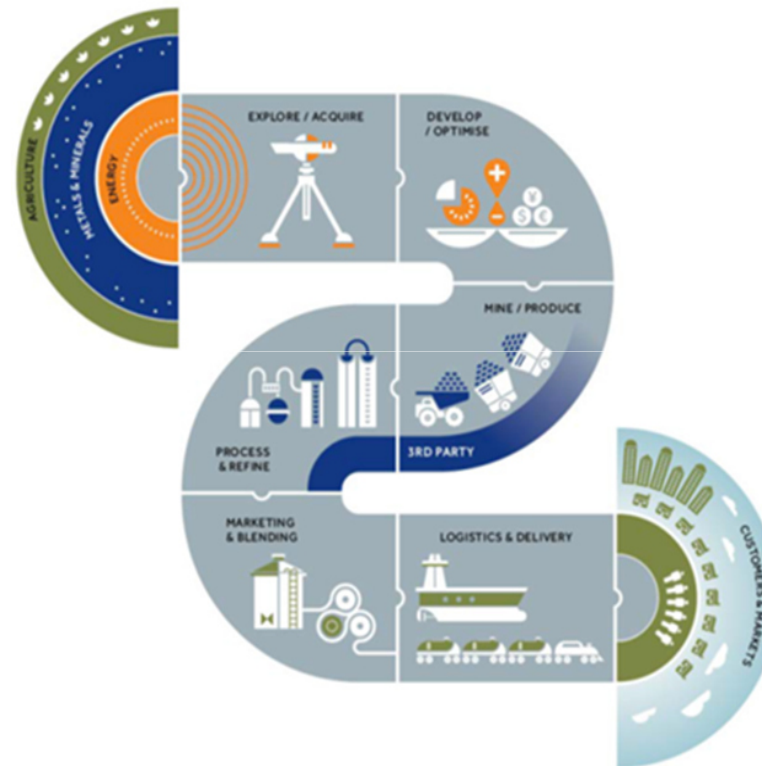 AGRICULTURE
METALS & MINERALS
ENERGY
EXPLORE / ACQUIRE
DEVELOP
/ OPTIMISE
¥
$ €
MINE / PRODUCE
PROCESS
& REFINE
3RD PARTY
MARKETING
& BLENDING
LOGISTICS & DELIVERY
CUSTOMERS & MARKETS